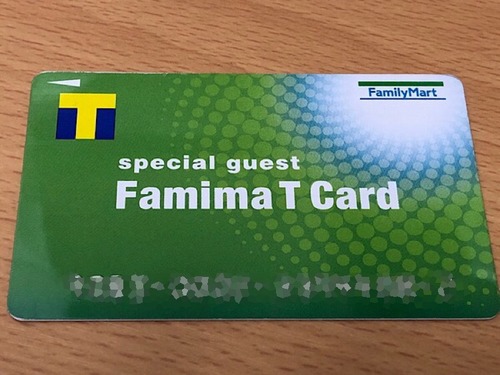 T
FamilyMart
special guest
Famima T Card